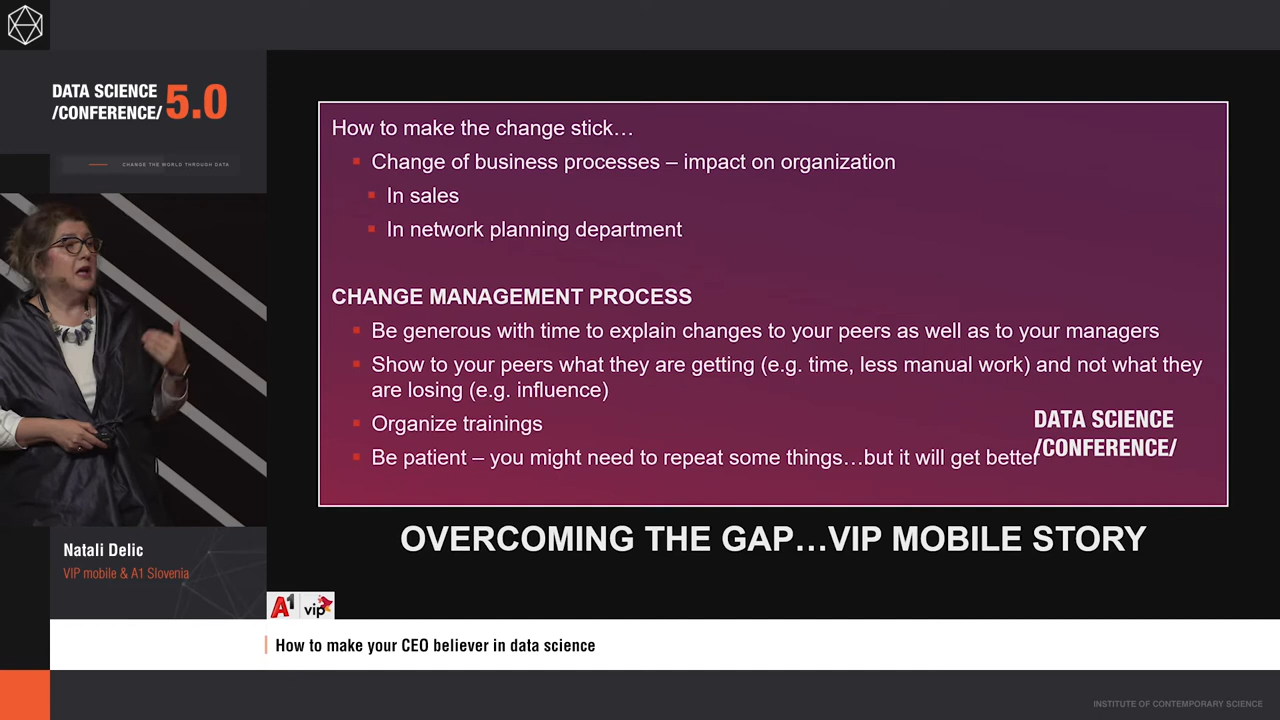 DATA SCIENCE
/CONFERENCE/ 5.0
CHANGE THE WORLD THROUGH DATA
How to make the change stick…
Change of business processes – impact on organization
In sales
In network planning department
CHANGE MANAGEMENT PROCESS
Be generous with time to explain changes to your peers as well as to your managers
Show to your peers what they are getting (e.g. time, less manual work) and not what they
are losing (e.g. influence)
Organize trainings
Be patient – you might need to repeat some things…but it will get better
DATA SCIENCE
/CONFERENCE/
OVERCOMING THE GAP…VIP MOBILE STORY
Natali Delic
VIP mobile & A1 Slovenia
A1 vip
How to make your CEO believer in data science
INSTITUTE OF CONTEMPORARY SCIENCE